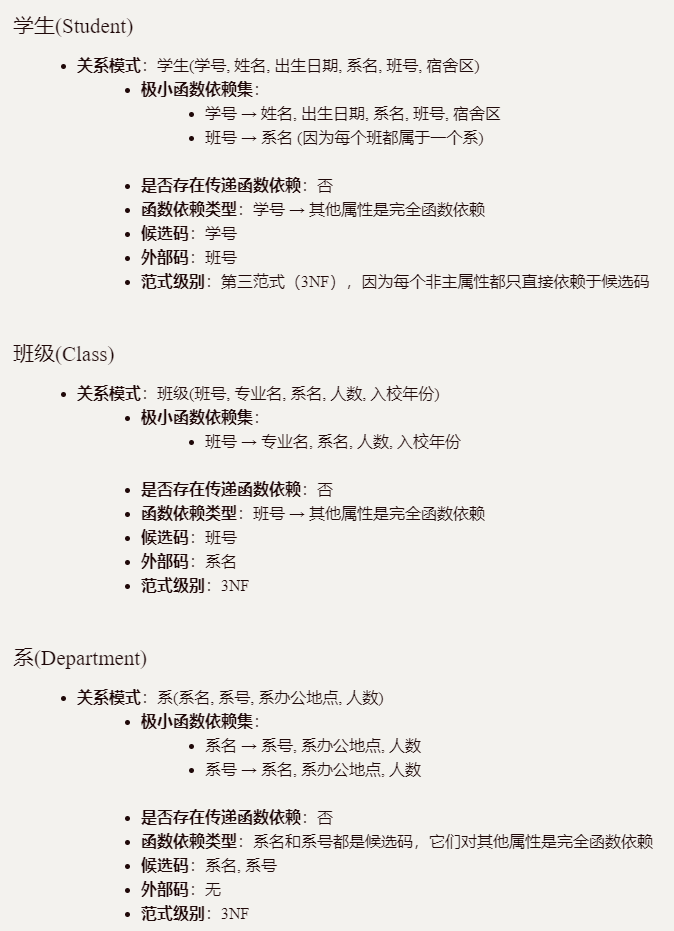 学生(Student)
关系模式：学生(学号, 姓名, 出生日期, 系名, 班号, 宿舍区)
极小函数依赖集：
学号 → 姓名, 出生日期, 系名, 班号, 宿舍区
班号 → 系名 (因为每个班都属于一个系)
是否存在传递函数依赖：否
函数依赖类型：学号 → 其他属性是完全函数依赖
候选码：学号
外部码：班号
范式级别：第三范式（3NF），因为每个非主属性都只直接依赖于候选码
班级(Class)
关系模式：班级(班号, 专业名, 系名, 人数, 入校年份)
极小函数依赖集：
班号 → 专业名, 系名, 人数, 入校年份
是否存在传递函数依赖：否
函数依赖类型：班号 → 其他属性是完全函数依赖
候选码：班号
外部码：系名
范式级别：3NF
系(Department)
关系模式：系(系名, 系号, 系办公地点, 人数)
极小函数依赖集：
系名 → 系号, 系办公地点, 人数
系号 → 系名, 系办公地点, 人数
是否存在传递函数依赖：否
函数依赖类型：系名和系号都是候选码，它们对其他属性是完全函数依赖
候选码：系名, 系号
外部码：无
范式级别：3NF